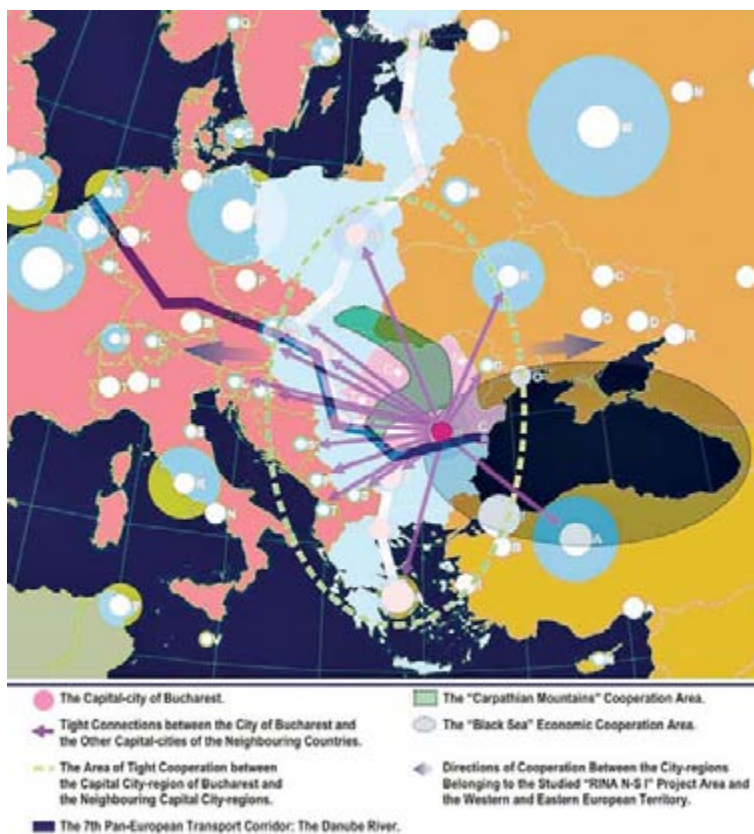 The Capital-city of Bucharest.
Tight Connections between the City of Bucharest and
the Other Capital-cities of the Neighbouring Countries.
The Area of Tight Cooperation between
the Capital City-region of Bucharest and
the Neighbouring Capital City-regions.
The 7th Pan-European Transport Corridor: The Danube River.
The "Carpathian Mountains" Cooperation Area.
The "Black Sea" Economic Cooperation Area.
Directions of Cooperation Between the City-regions
Belonging to the Studied "RINA N-S I" Project Area and
the Western and Eastern European Territory.